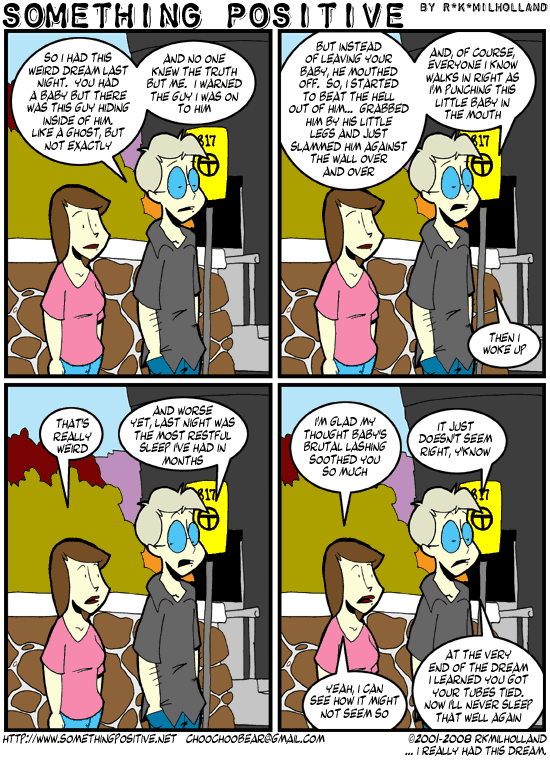 SOMETHING POSITIVE BY R*K*MILHOLLAND
SO I HAD THIS
WEIRD DREAM LAST
NIGHT. YOU HAD
A BABY BUT THERE
WAS THIS GUY HIDING
INSIDE OF HIM.
LIKE A GHOST, BUT
NOT EXACTLY
AND NO ONE
KNEW THE TRUTH
BUT ME. I WARNED
THE GUY I WAS ON
TO HIM
317
BUT INSTEAD
OF LEAVING YOUR
BABY, HE MOUTHED
OFF. SO, I STARTED
TO BEAT THE HELL
OUT OF HIM... GRABBED
HIM BY HIS LITTLE
LEGS AND JUST
SLAMMED HIM AGAINST
THE WALL OVER
AND OVER
AND, OF COURSE,
EVERYONE I KNOW
WALKS IN RIGHT AS
I'M PUNCHING THIS
LITTLE BABY IN
THE MOUTH
317
THEN I
WOKE UP
THAT'S
REALLY
WEIRD
AND WORSE
YET, LAST NIGHT WAS
THE MOST RESTFUL
SLEEP I'VE HAD IN
MONTHS
317
I'M GLAD MY
THOUGHT BABY'S
BRUTAL LASHING
SOOTHED YOU
SO MUCH
IT JUST
DOESN'T SEEM
RIGHT, Y'KNOW
317
YEAH, I CAN
SEE HOW IT MIGHT
NOT SEEM SO
AT THE VERY
END OF THE DREAM
I LEARNED YOU GOT
YOUR TUBES TIED.
NOW I'LL NEVER SLEEP
THAT WELL AGAIN
HTTP://WWW.SOMETHINGPOSITIVE.NET CHOOCHOOBEAR@GMAIL.COM ©2001-2008 RKMILHOLLAND
... I REALLY HAD THIS DREAM.